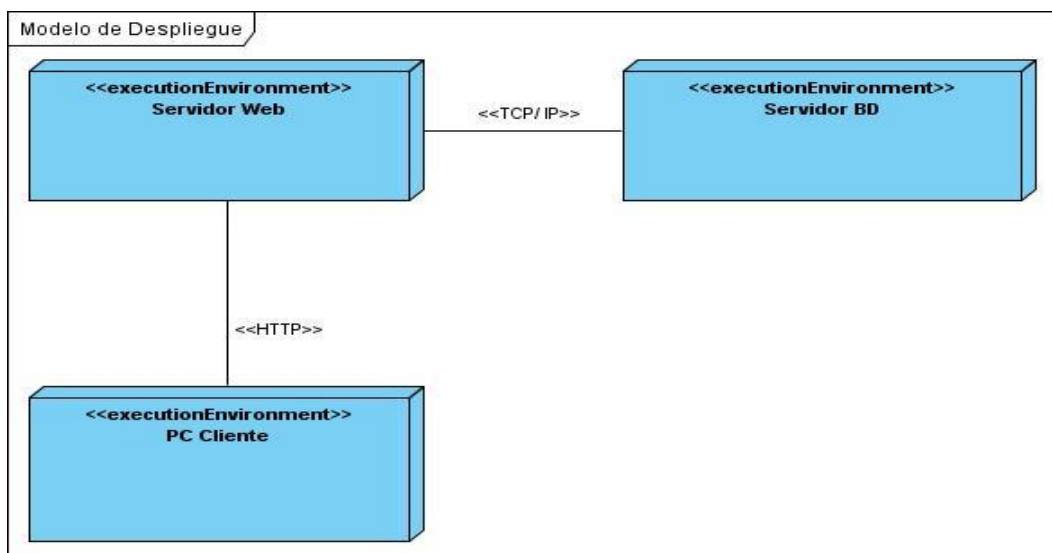 Modelo de Despliegue
<<executionEnvironment>>
Servidor Web
<<TCP/ IP>>
<<executionEnvironment>>
Servidor BD
<<HTTP>>
<<executionEnvironment>>
PC Cliente